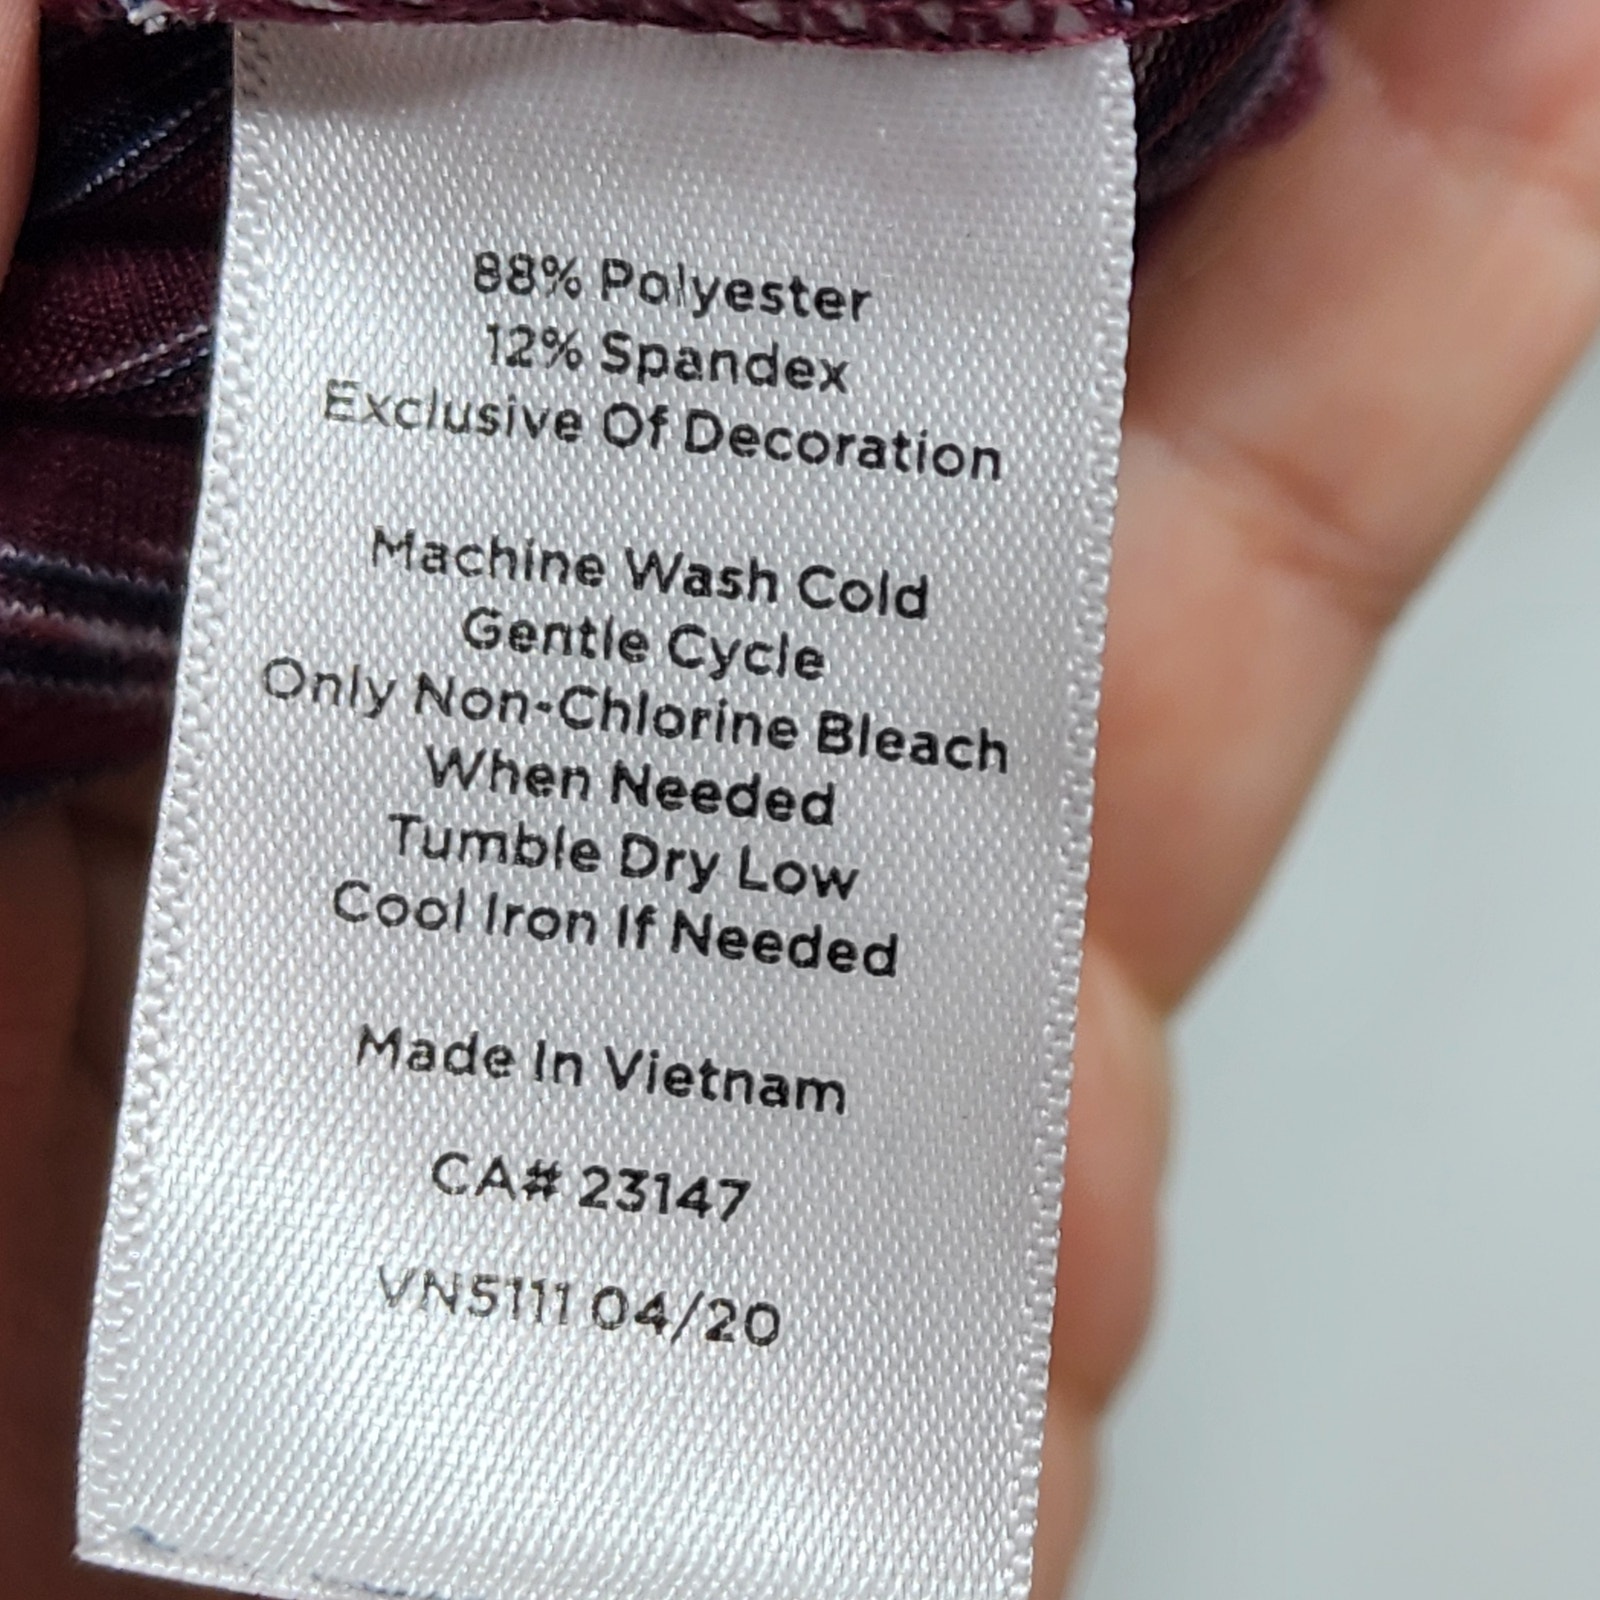 88% Polyester
12% Spandex
Exclusive Of Decoration
Machine Wash Cold
Gentle Cycle
Only Non-Chlorine Bleach
When Needed
Tumble Dry Low
Cool Iron If Needed
Made In Vietnam
CA# 23147
VN5111 04/20